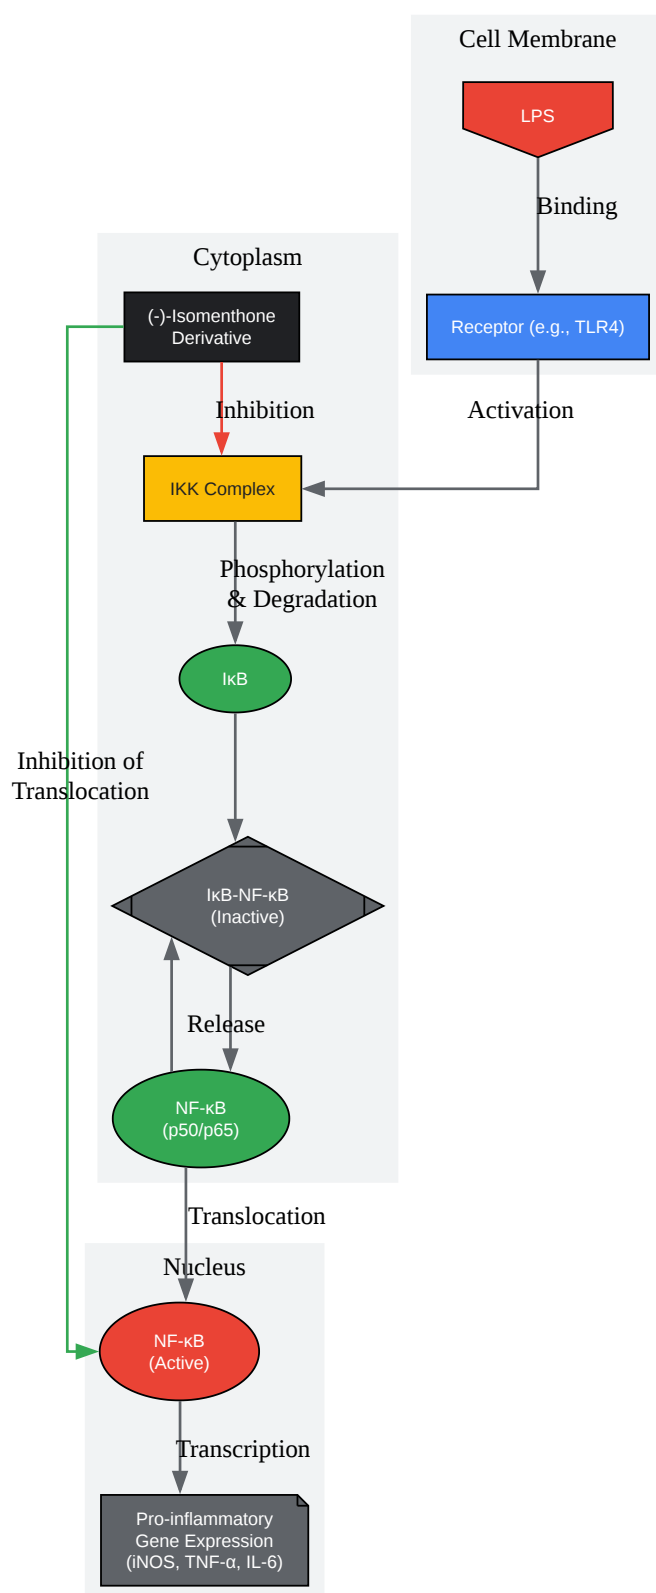 Cell Membrane
LPS
Binding
Receptor (e.g., TLR4)
Activation
Cytoplasm
(-)-Isomenthone
Derivative
Inhibition
IKK Complex
Phosphorylation
& Degradation
IκB
Inhibition of
Translocation
IκB-NF-κB
(Inactive)
Release
NF-κB
(p50/p65)
Translocation
Nucleus
NF-κB
(Active)
Transcription
Pro-inflammatory
Gene Expression
(iNOS, TNF-α, IL-6)